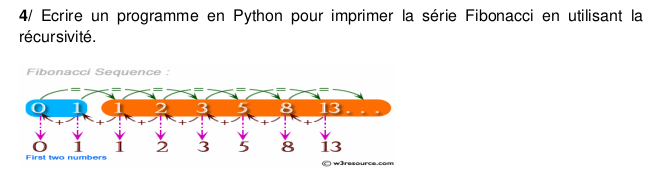 4/ Ecrire un programme en Python pour imprimer la série Fibonacci en utilisant la
récursivité.
Fibonacci Sequence :
= = = = = =
0 1 1 2 3 5 8 13 . . .
+ + + + + +
0 1 1 2 3 5 8 13
First two numbers
© w3resource.com